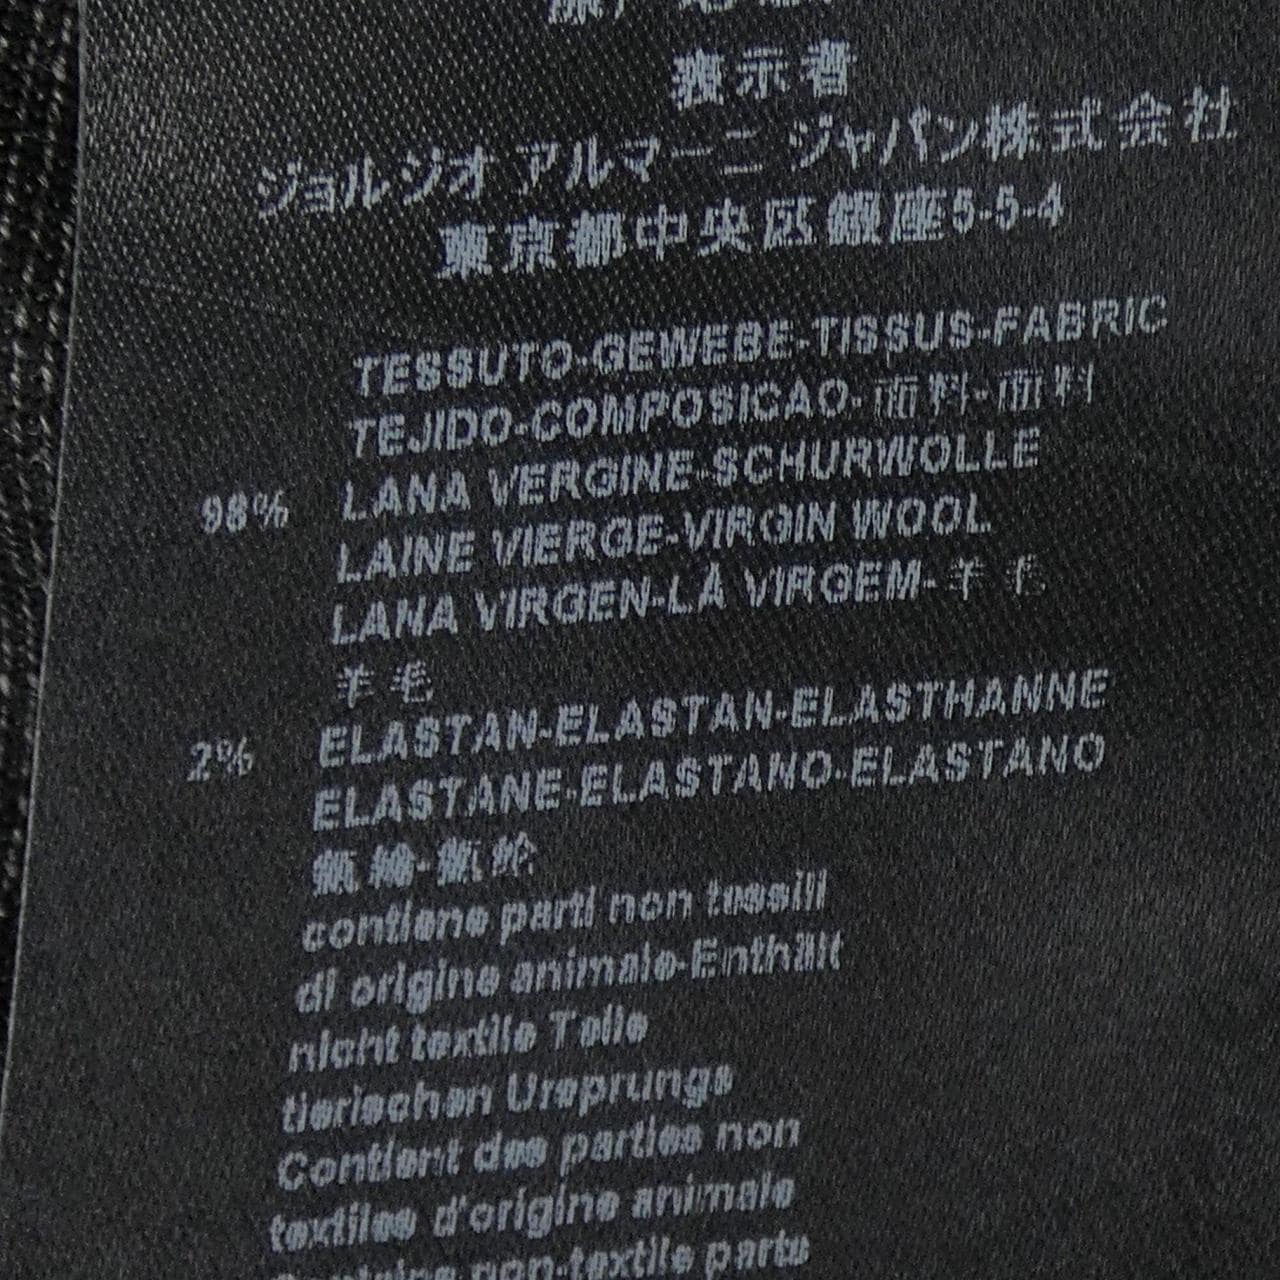 表示者
ジョルジオ アルマーニ ジャパン株式会社
東京都中央区銀座5-5-4
TESSUTO-GEWEBE-TISSUS-FABRIC
TEJIDO-COMPOSICAO-面料-面料
98% LANA VERGINE-SCHURWOLLE
LAINE VIERGE-VIRGIN WOOL
LANA VIRGEN-LÃ VIRGEM-羊毛
羊毛
2% ELASTAN-ELASTAN-ELASTHANNE
ELASTANE-ELASTANO-ELASTANO
contiene parti non tessili
di origine animale-Enthält
nicht textile Teile
tierischen Ursprungs
Contient des parties non
textiles d'origine animale
Contains non-textile parts